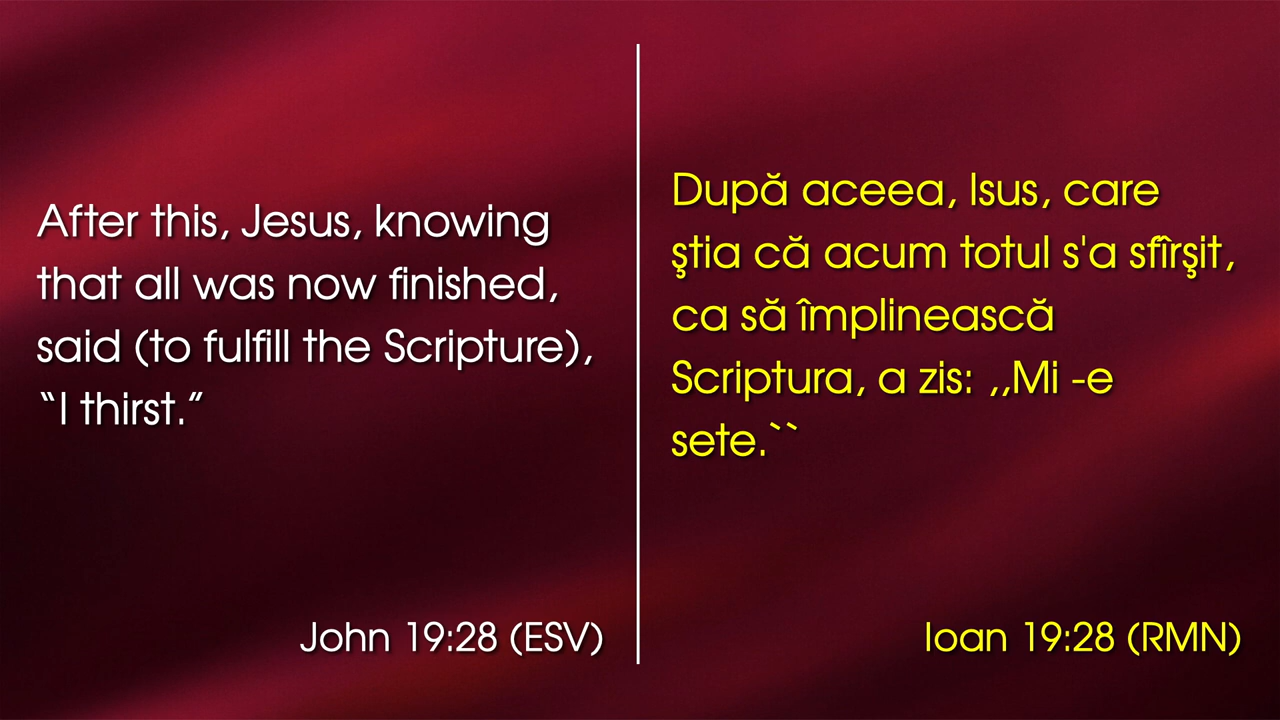 After this, Jesus, knowing
that all was now finished,
said (to fulfill the Scripture),
“I thirst.”
John 19:28 (ESV)
După aceea, Isus, care
ştia că acum totul s'a sfîrşit,
ca să împlinească
Scriptura, a zis: ,,Mi -e
sete.``
Ioan 19:28 (RMN)